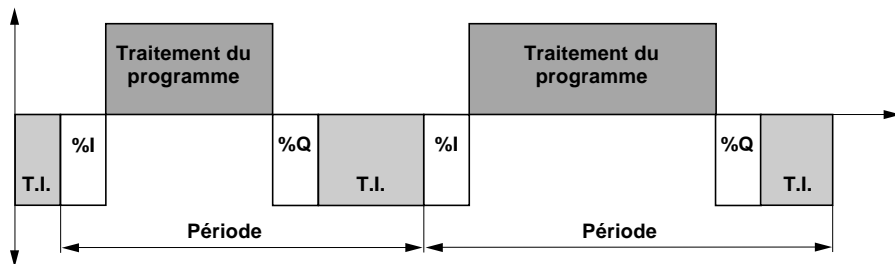 Traitement du
programme
Traitement du
programme
%I
%Q
%I
%Q
T.I.
T.I.
T.I.
Période
Période